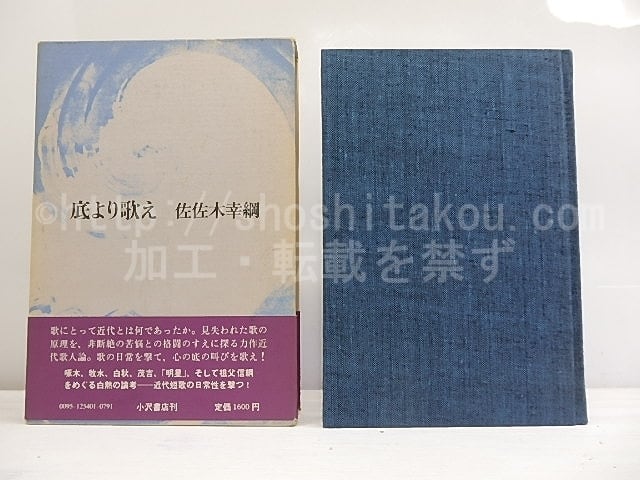 底より歌え 佐佐木幸綱
©http://shoshitakou.com/
加工・転載を禁ず
歌にとって近代とは何であったか。見失われた歌の
原理を、非断絶の苦悩との格闘のすえに探る力作近
代歌人論。歌の日常を撃て、心の底の叫びを歌え！
啄木、牧水、白秋、茂吉、「明星」、そして祖父信綱
をめぐる白熱の論考——近代短歌の日常性を撃つ！
0095-125401-0791 小沢書店刊 定価1600円